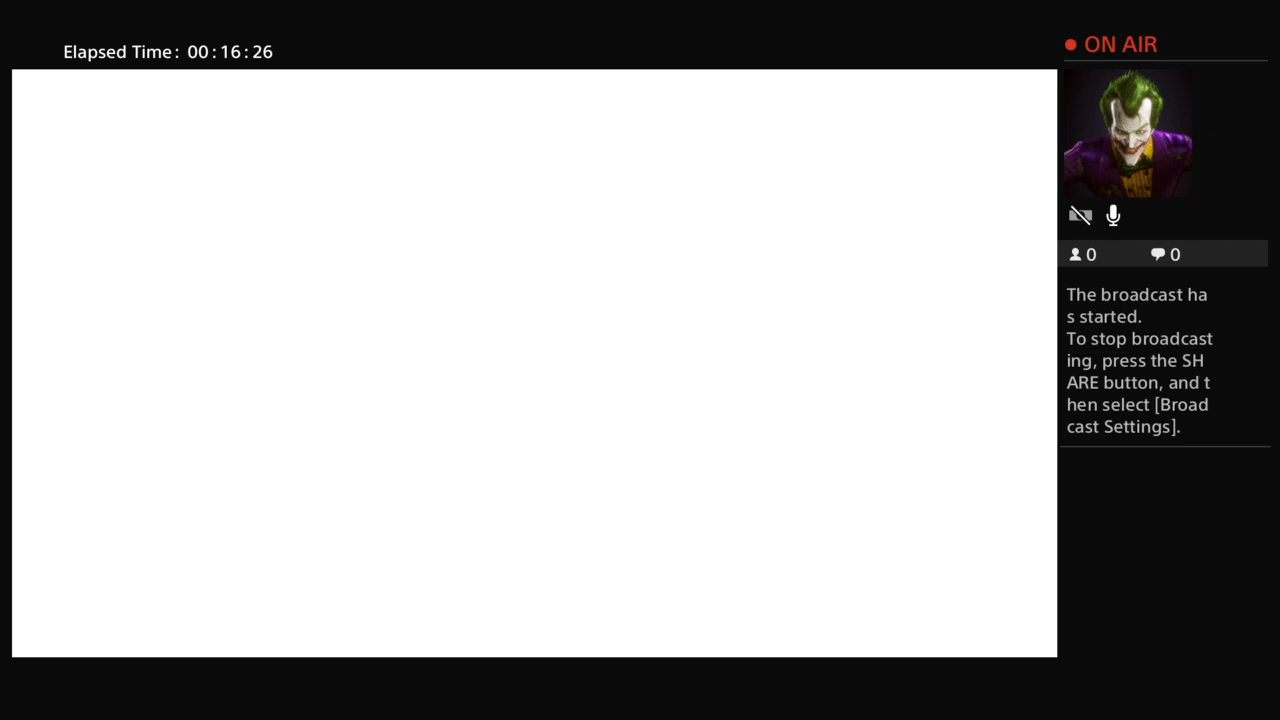 Elapsed Time: 00:16:26
ON AIR
0 0
The broadcast ha
s started.
To stop broadcast
ing, press the SH
ARE button, and t
hen select [Broad
cast Settings].